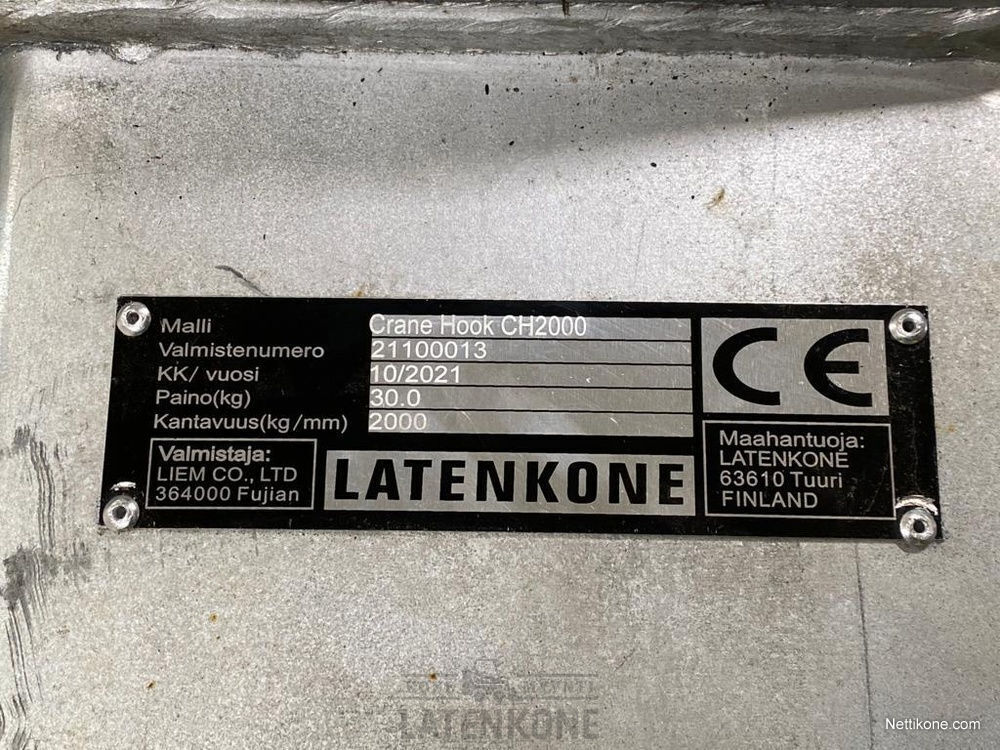 Malli Crane Hook CH2000
Valmistenumero 21100013
KK/ vuosi 10/2021
Paino(kg) 30.0
Kantavuus(kg/mm) 2000
CE
Valmistaja:
LIEM CO., LTD
364000 Fujian
LATENKONE
Maahantuoja:
LATENKONE
63610 Tuuri
FINLAND
LATENKONE
Nettikone.com